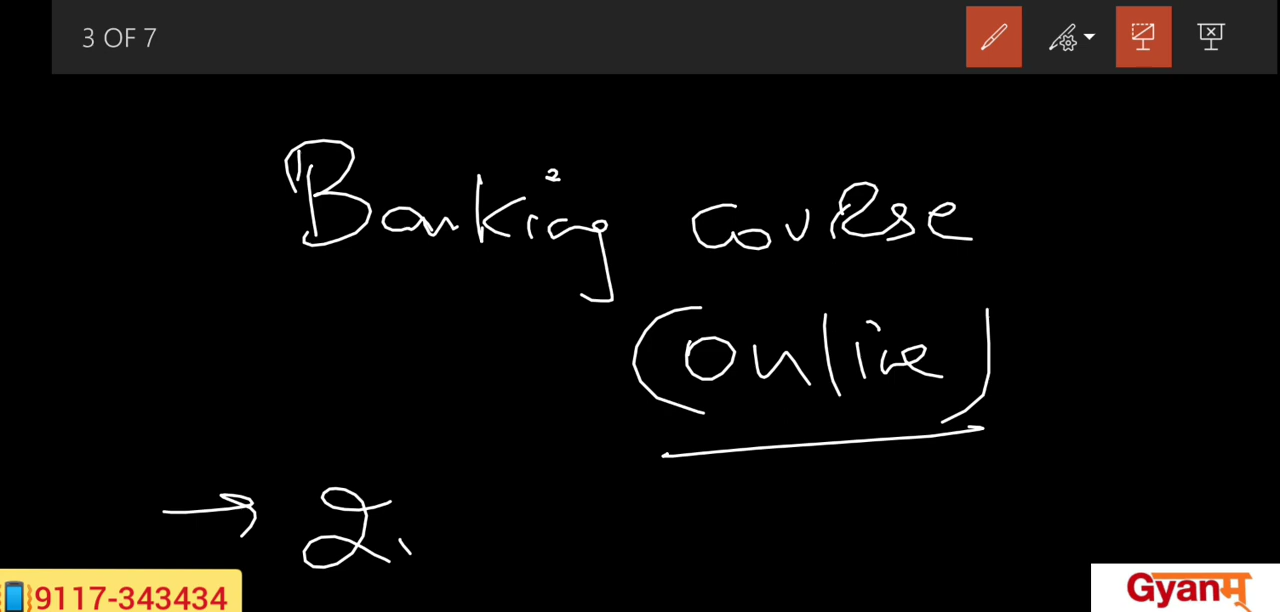 3 OF 7
Banking course
(online)
→ 2.
9117-343434
Gyanम